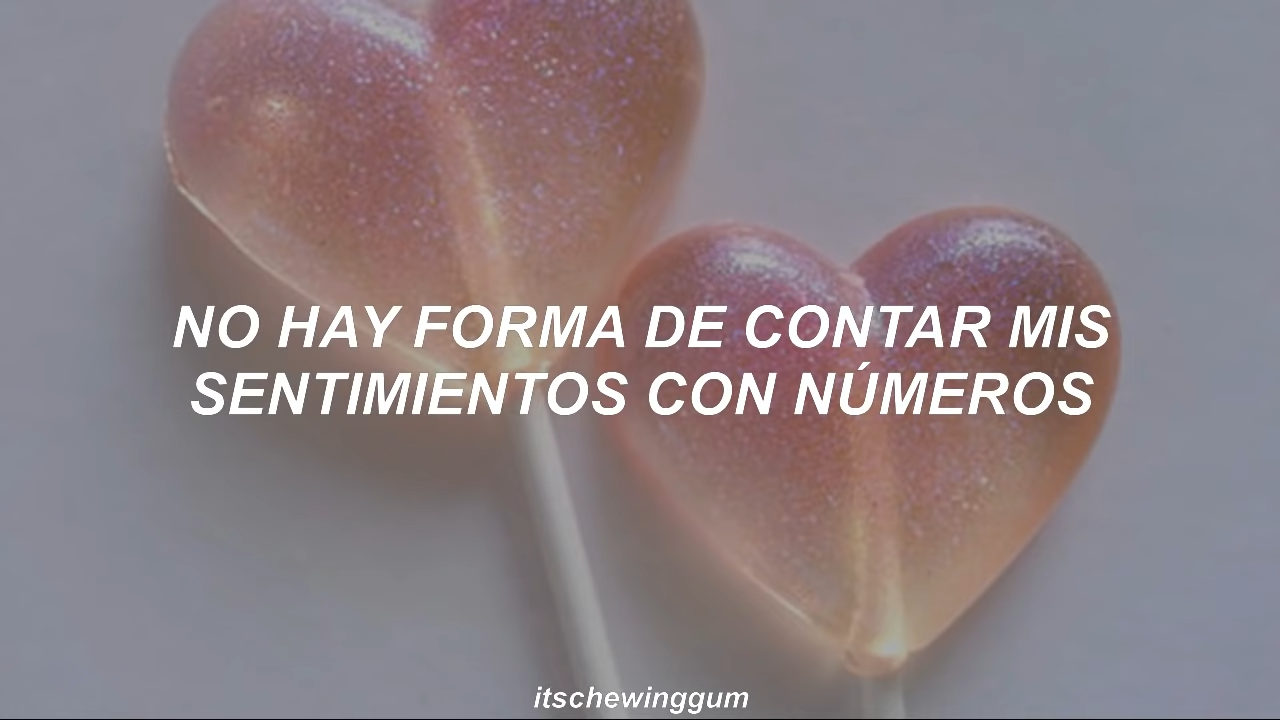 NO HAY FORMA DE CONTAR MIS
SENTIMIENTOS CON NÚMEROS
itschewinggum